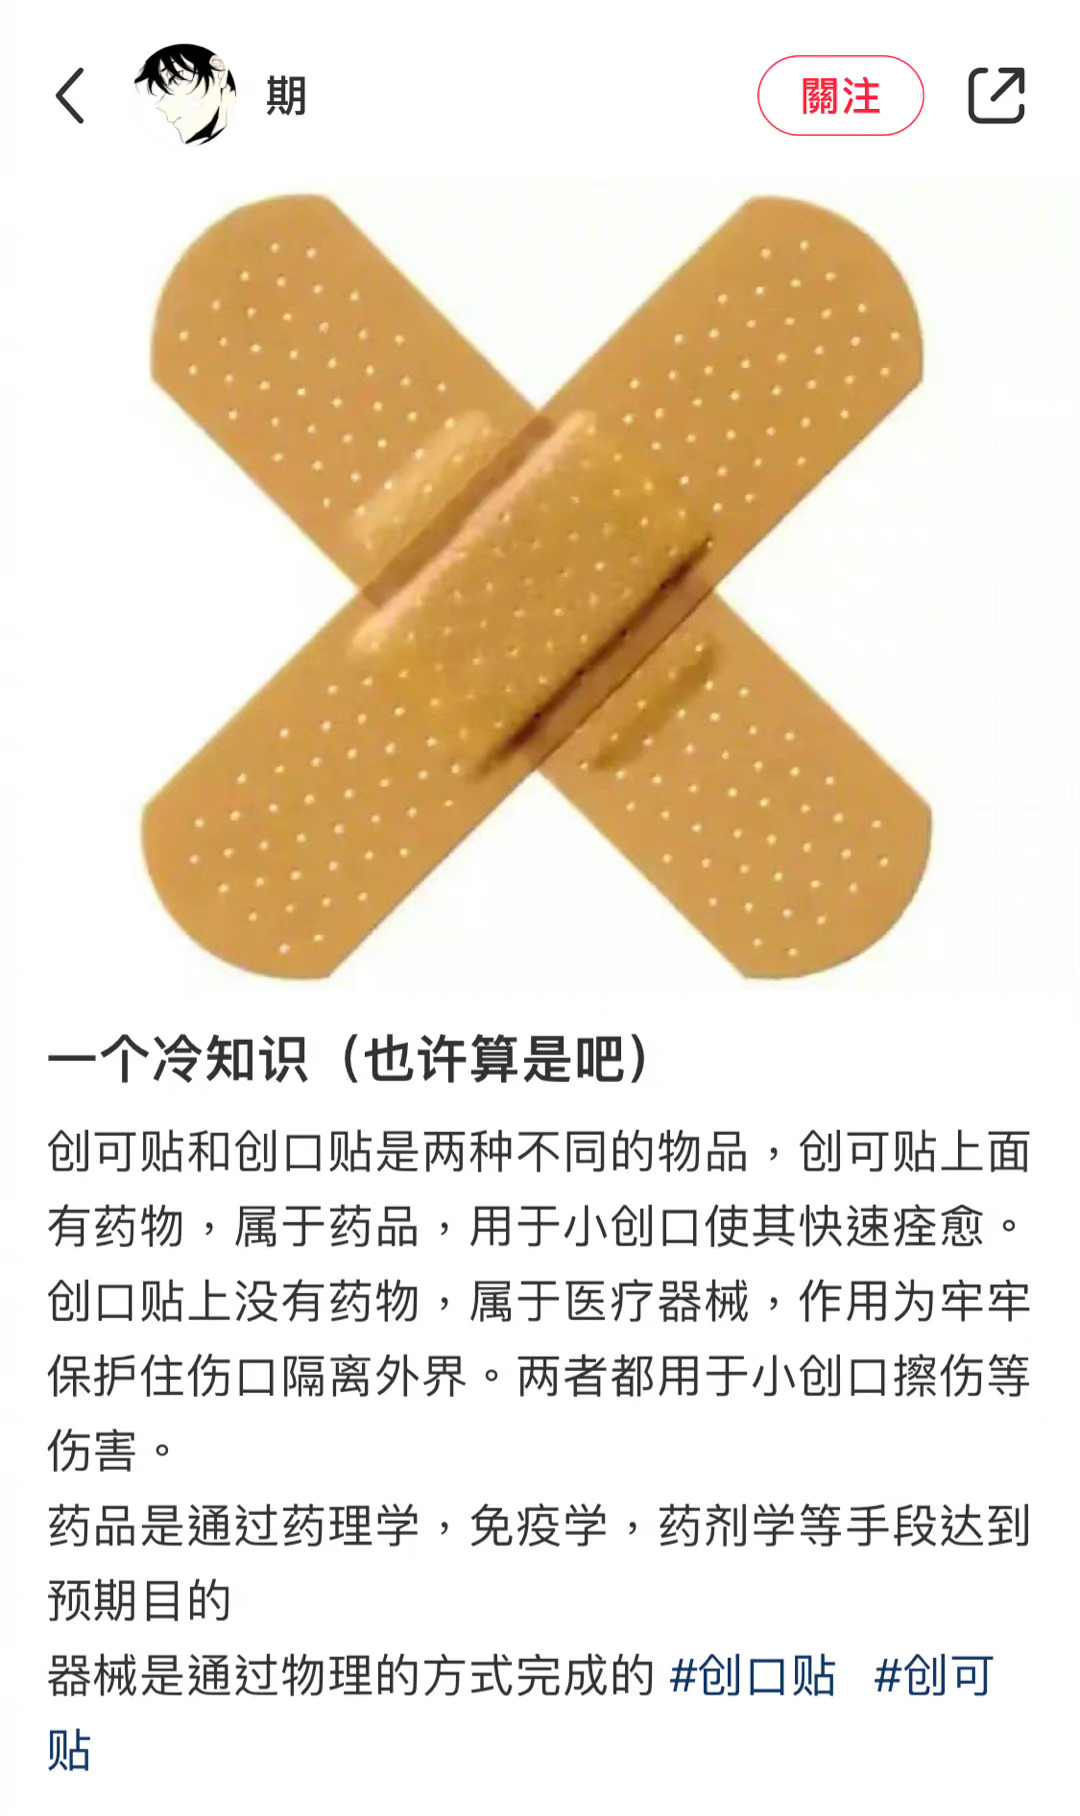 期
關注
一个冷知识（也许算是吧）
创可贴和创口贴是两种不同的物品，创可贴上面
有药物，属于药品，用于小创口使其快速痊愈。
创口贴上没有药物，属于医疗器械，作用为牢牢
保护住伤口隔离外界。两者都用于小创口擦伤等
伤害。
药品是通过药理学，免疫学，药剂学等手段达到
预期目的
器械是通过物理的方式完成的 #创口贴 #创可
贴